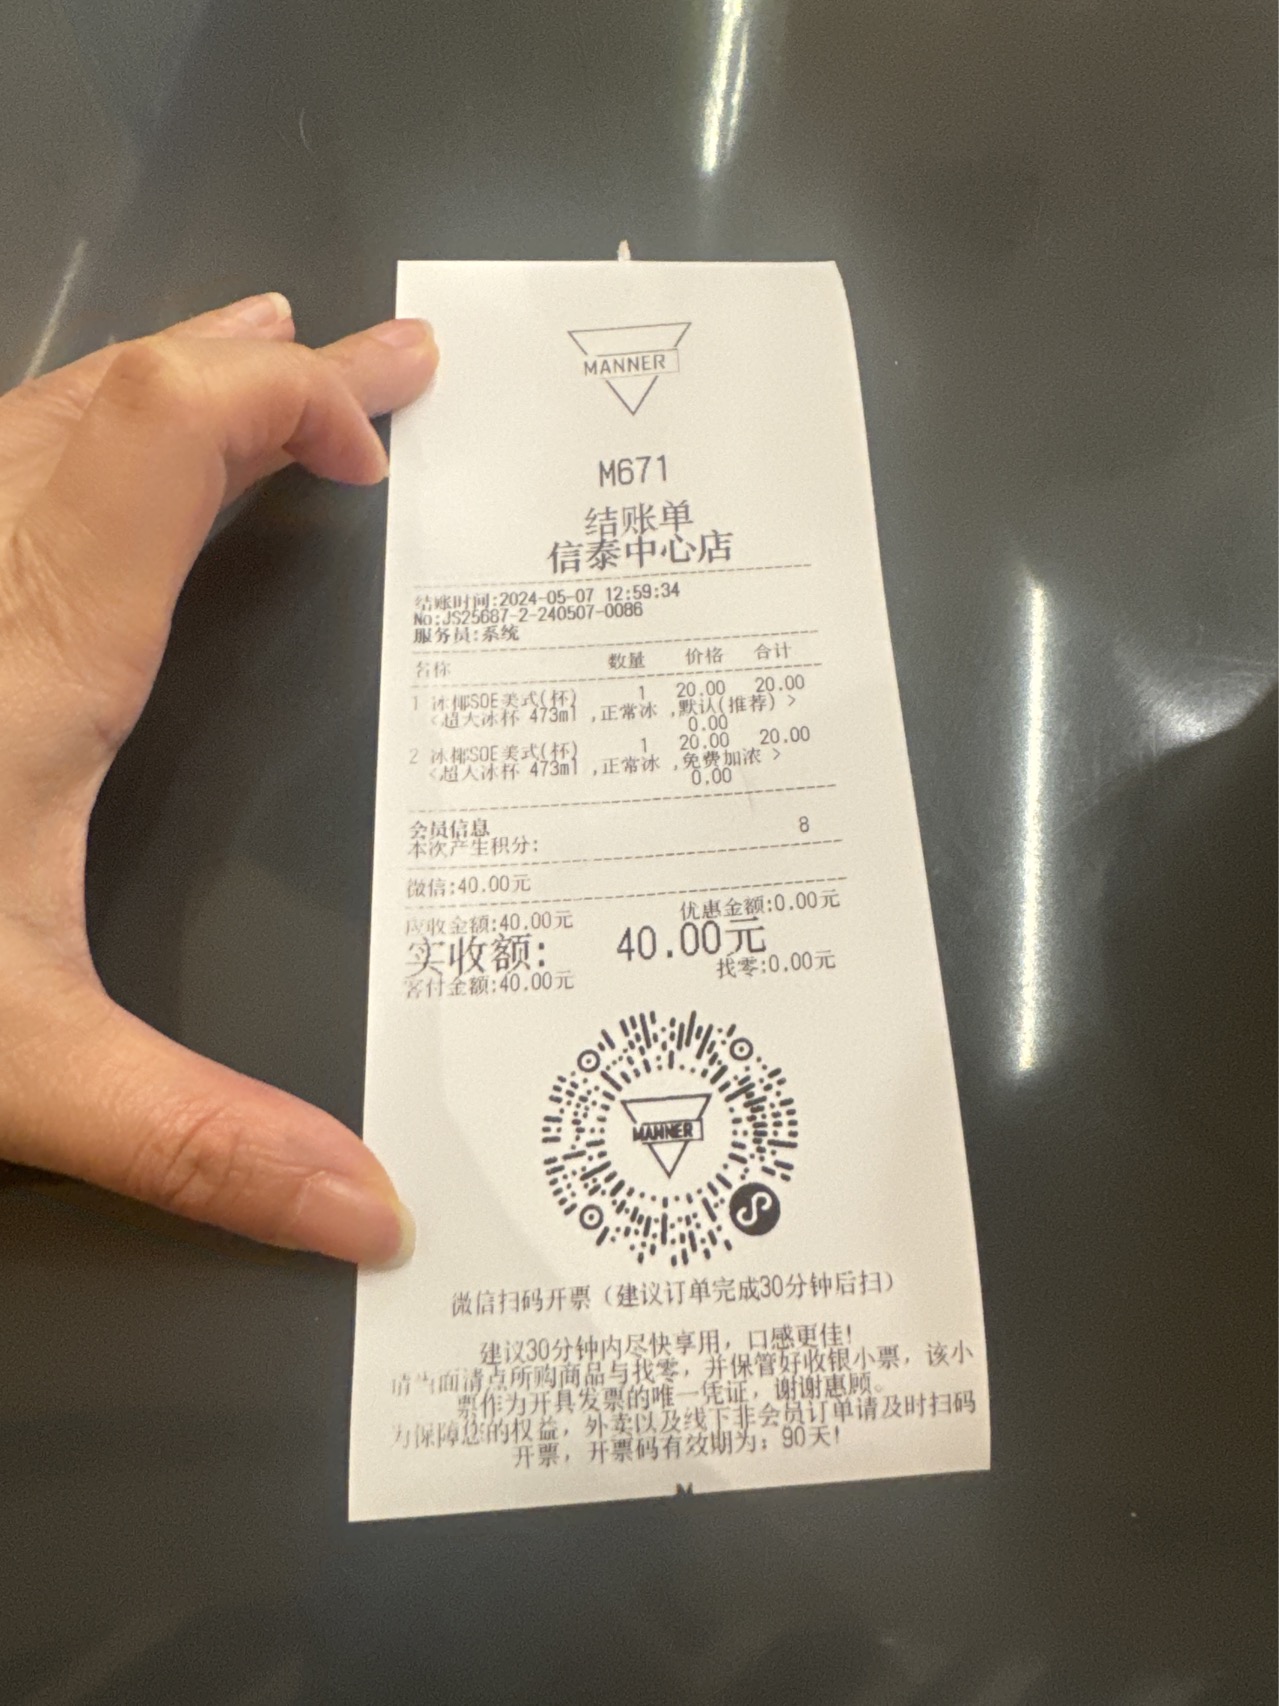 MANNER
M671
结账单
信泰中心店
结账时间:2024-05-07 12:59:34
No:JS25687-2-240507-0086
服务员:系统
名称 数量 价格 合计
1 冰椰SOE美式(杯) 1 20.00 20.00
<超大冰杯 473ml ,正常冰 ,默认(推荐) >
0.00
2 冰椰SOE美式(杯) 1 20.00 20.00
<超大冰杯 473ml ,正常冰 ,免费加浓 >
0.00
会员信息
本次产生积分: 8
微信:40.00元
应收金额:40.00元 优惠金额:0.00元
实收额: 40.00元
客付金额:40.00元 找零:0.00元
MANNER
微信扫码开票（建议订单完成30分钟后扫）
建议30分钟内尽快享用，口感更佳！
请当面清点所购商品与找零，并保管好收银小票，该小
票作为开具发票的唯一凭证，谢谢惠顾。
为保障您的权益，外卖以及线下非会员订单请及时扫码
开票，开票码有效期为：90天！